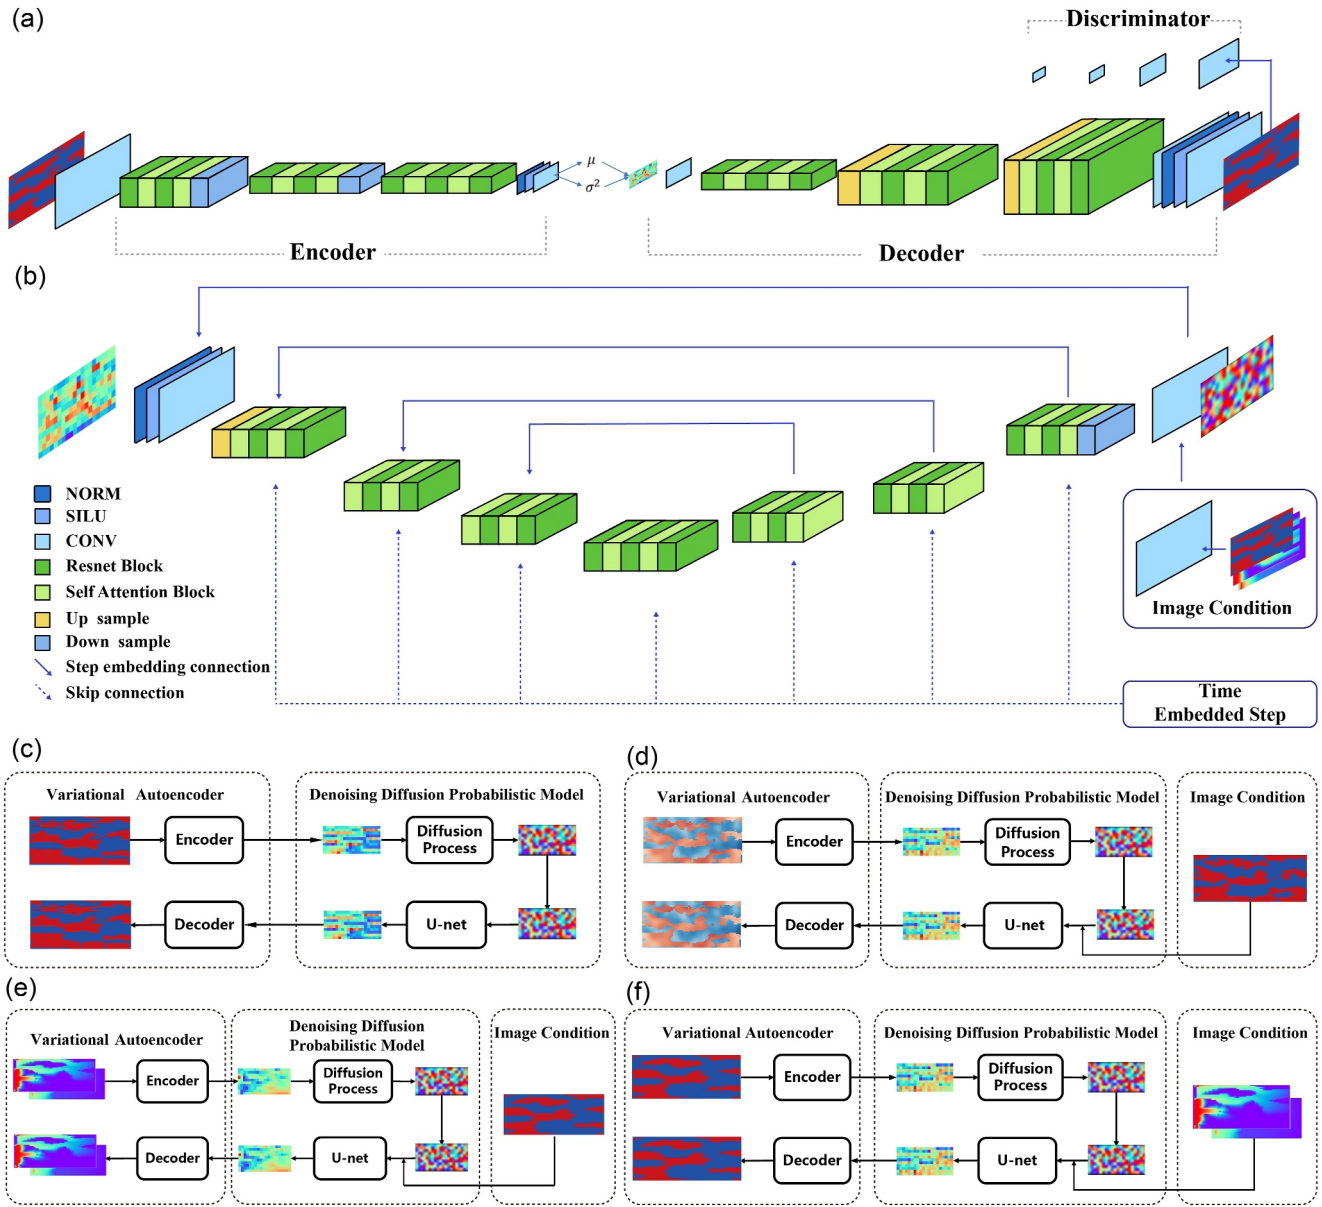 (a)
Discriminator
μ
σ²
Encoder
Decoder
(b)
NORM
SILU
CONV
Resnet Block
Self Attention Block
Up sample
Down sample
Step embedding connection
Skip connection
Image Condition
Time
Embedded Step
(c)
Variational Autoencoder
Denoising Diffusion Probabilistic Model
Encoder
Diffusion
Process
Decoder
U-net
(d)
Variational Autoencoder
Denoising Diffusion Probabilistic Model
Image Condition
Encoder
Diffusion
Process
Decoder
U-net
(e)
Variational Autoencoder
Denoising Diffusion
Probabilistic Model
Image Condition
Encoder
Diffusion
Process
Decoder
U-net
(f)
Variational Autoencoder
Denoising Diffusion Probabilistic Model
Image Condition
Encoder
Diffusion
Process
Decoder
U-net